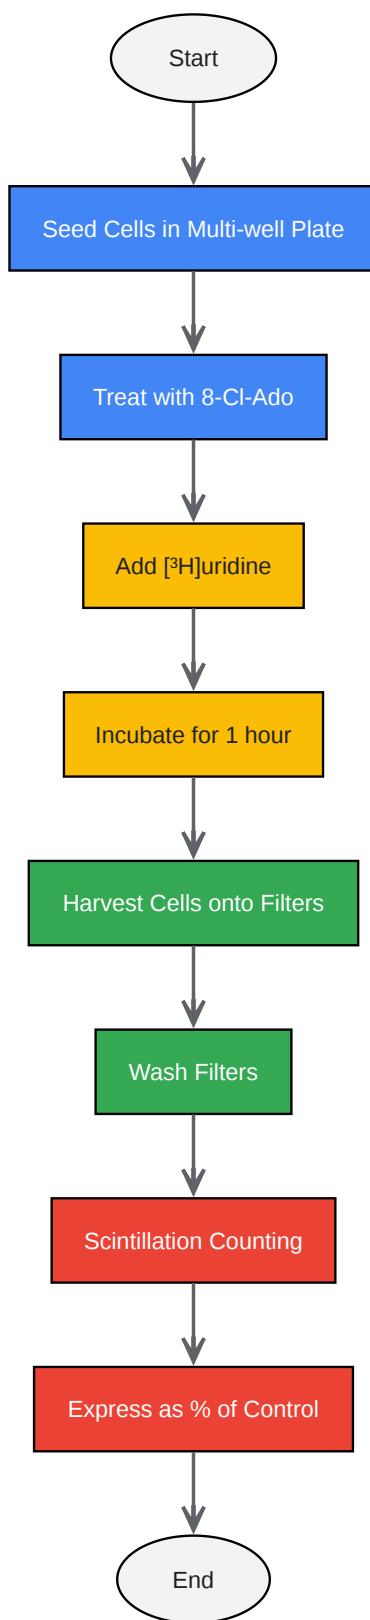 Start
Seed Cells in Multi-well Plate
Treat with 8-Cl-Ado
Add [³H]uridine
Incubate for 1 hour
Harvest Cells onto Filters
Wash Filters
Scintillation Counting
Express as % of Control
End